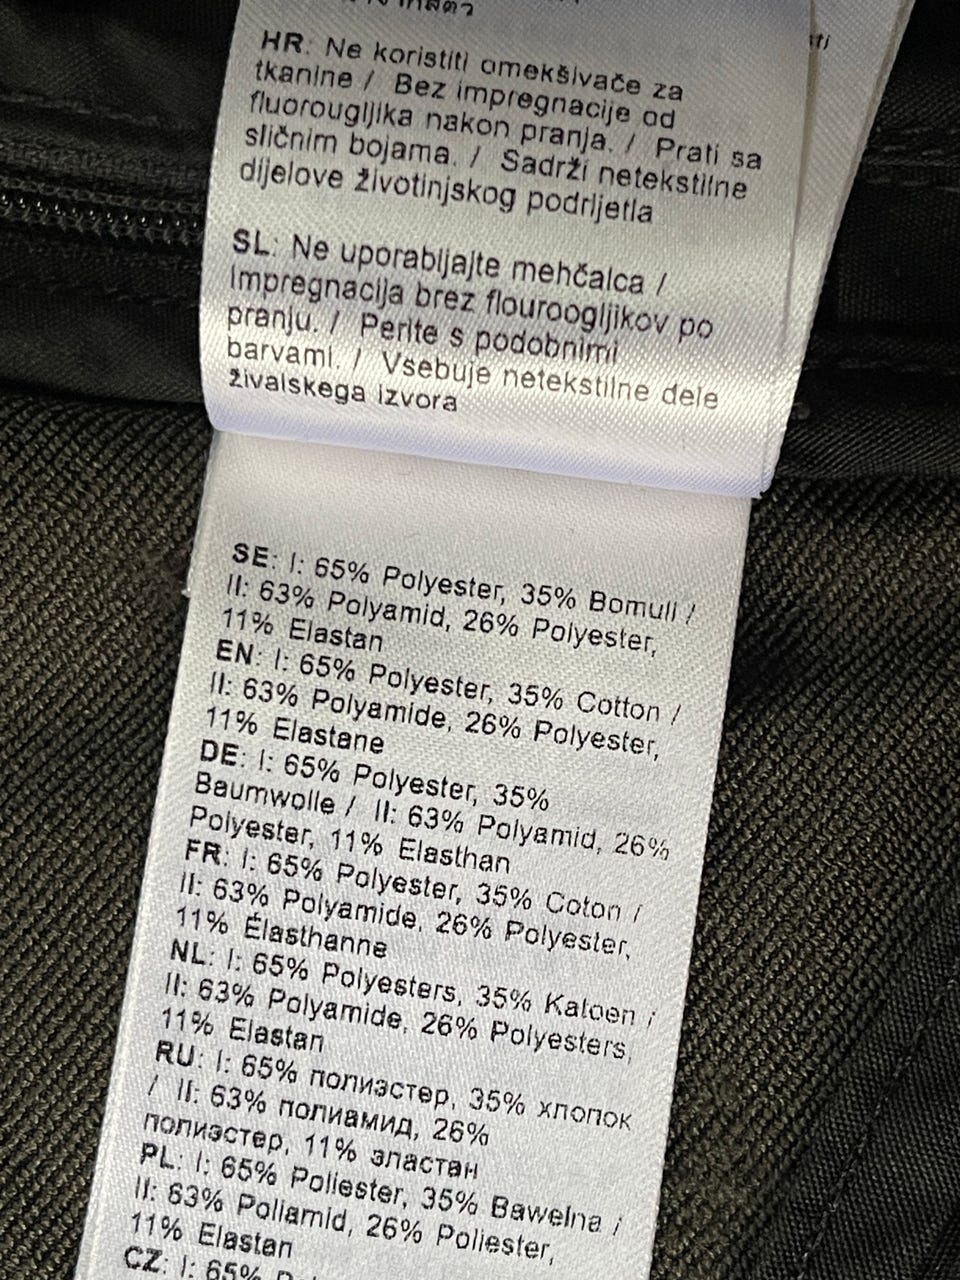 HR: Ne koristiti omekšivače za
tkanine / Bez impregnacije od
fluorougljika nakon pranja. / Prati sa
sličnim bojama. / Sadrži netekstilne
dijelove životinjskog podrijetla
SL: Ne uporabljajte mehčalca /
Impregnacija brez flouroogljikov po
pranju. / Perite s podobnimi
barvami. / Vsebuje netekstilne dele
živalskega izvora
SE: I: 65% Polyester, 35% Bomull /
II: 63% Polyamid, 26% Polyester,
11% Elastan
EN: I: 65% Polyester, 35% Cotton /
II: 63% Polyamide, 26% Polyester,
11% Elastane
DE: I: 65% Polyester, 35%
Baumwolle / II: 63% Polyamid, 26%
Polyester, 11% Elasthan
FR: I: 65% Polyester, 35% Coton /
II: 63% Polyamide, 26% Polyester,
11% Élasthanne
NL: I: 65% Polyesters, 35% Katoen /
II: 63% Polyamide, 26% Polyesters,
11% Elastan
RU: I: 65% полиэстер, 35% хлопок
/ II: 63% полиамид, 26%
полиэстер, 11% эластан
PL: I: 65% Poliester, 35% Bawełna /
II: 63% Poliamid, 26% Poliester,
11% Elastan
CZ: I: 65%